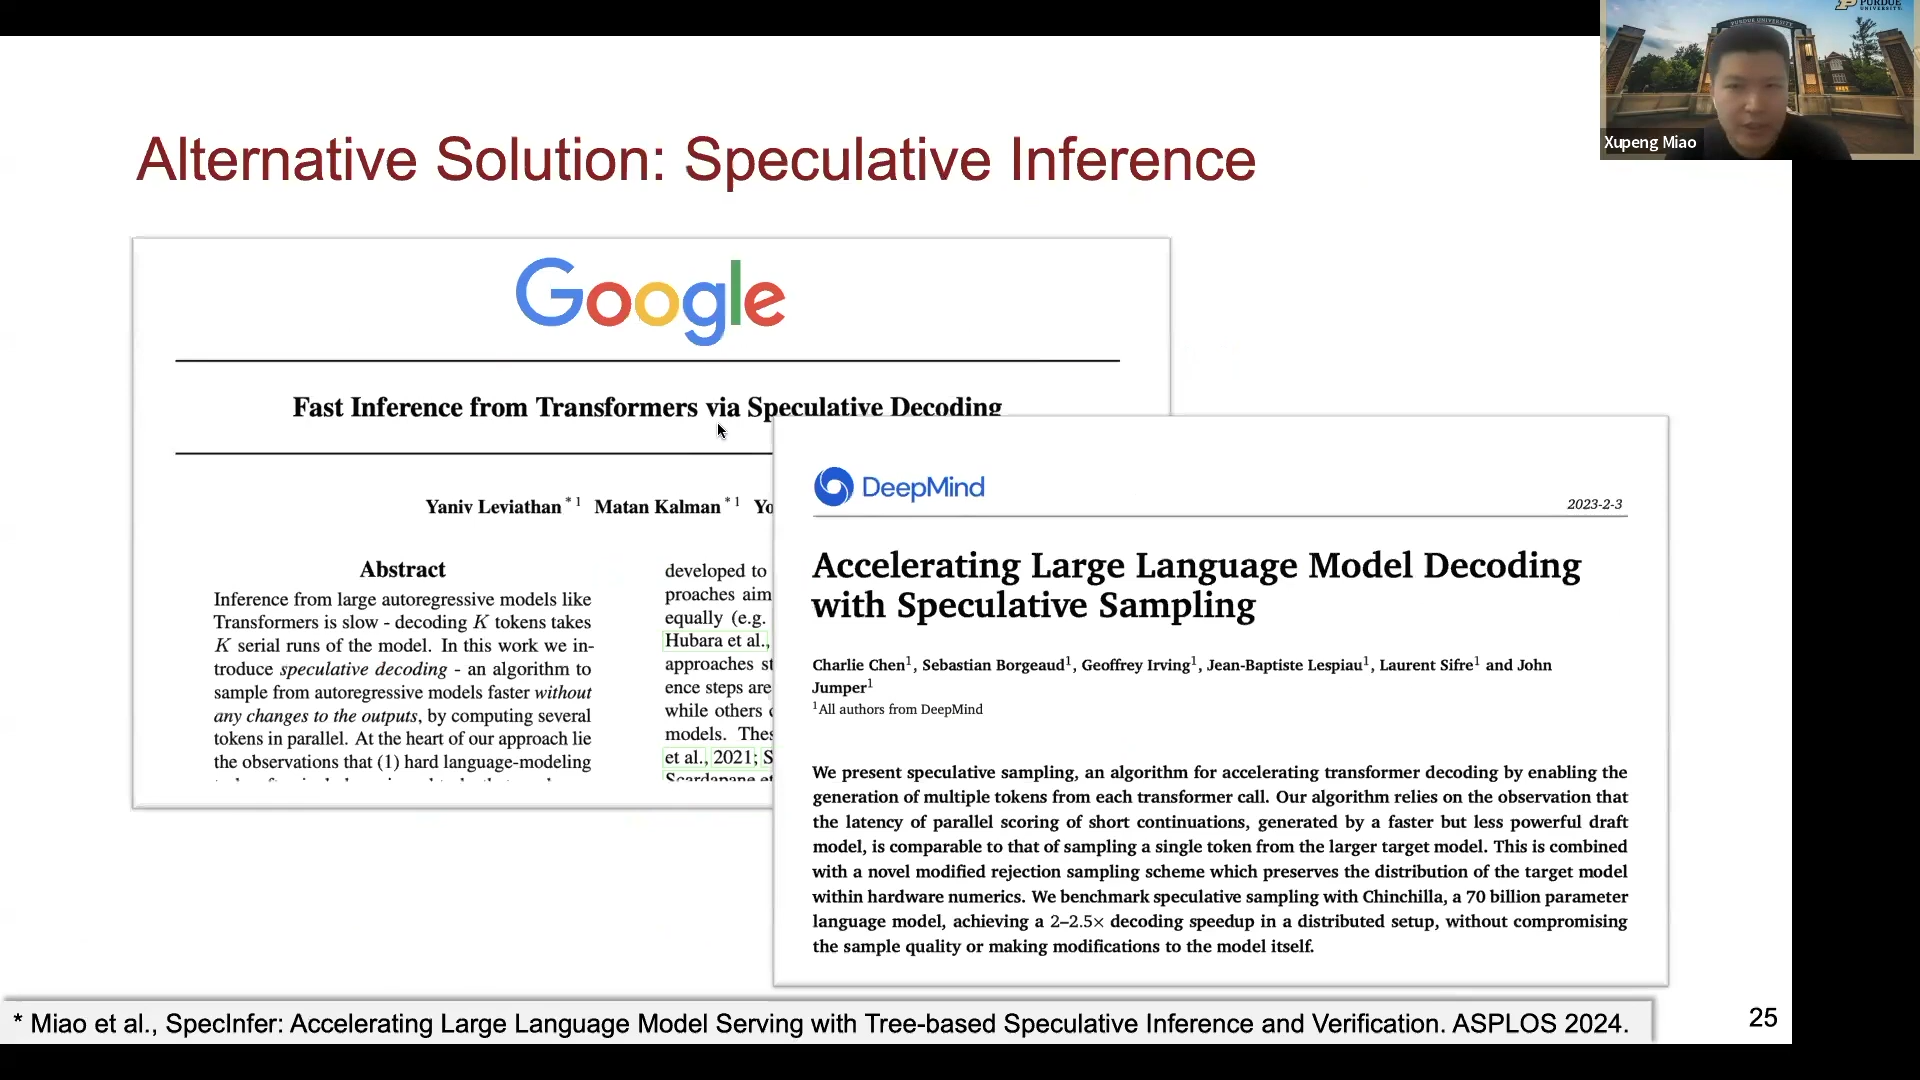 PURDUE
UNIVERSITY
PURDUE UNIVERSITY
Xupeng Miao
Alternative Solution: Speculative Inference
Google
Fast Inference from Transformers via Speculative Decoding
Yaniv Leviathan * 1 Matan Kalman * 1 Yo
Abstract
Inference from large autoregressive models like
Transformers is slow - decoding K tokens takes
K serial runs of the model. In this work we in-
troduce speculative decoding - an algorithm to
sample from autoregressive models faster without
any changes to the outputs, by computing several
tokens in parallel. At the heart of our approach lie
the observations that (1) hard language-modeling
developed to
proaches aim
equally (e.g.
Hubara et al.,
approaches st
ence steps are
while others
models. Thes
et al., 2021; S
Scardapane et
DeepMind
2023-2-3
Accelerating Large Language Model Decoding
with Speculative Sampling
Charlie Chen1, Sebastian Borgeaud1, Geoffrey Irving1, Jean-Baptiste Lespiau1, Laurent Sifre1 and John
Jumper1
1All authors from DeepMind
We present speculative sampling, an algorithm for accelerating transformer decoding by enabling the
generation of multiple tokens from each transformer call. Our algorithm relies on the observation that
the latency of parallel scoring of short continuations, generated by a faster but less powerful draft
model, is comparable to that of sampling a single token from the larger target model. This is combined
with a novel modified rejection sampling scheme which preserves the distribution of the target model
within hardware numerics. We benchmark speculative sampling with Chinchilla, a 70 billion parameter
language model, achieving a 2–2.5× decoding speedup in a distributed setup, without compromising
the sample quality or making modifications to the model itself.
* Miao et al., SpecInfer: Accelerating Large Language Model Serving with Tree-based Speculative Inference and Verification. ASPLOS 2024.
25